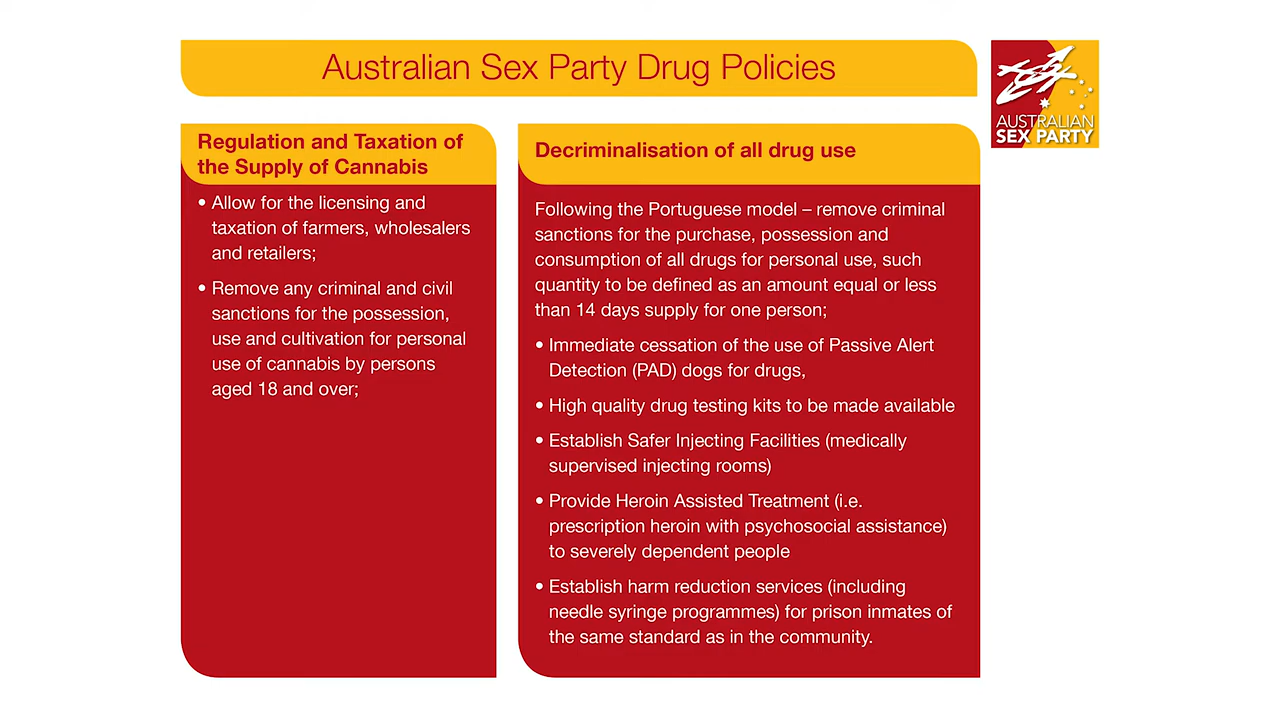 Australian Sex Party Drug Policies
AUSTRALIAN
SEX PARTY
Regulation and Taxation of
the Supply of Cannabis
• Allow for the licensing and
taxation of farmers, wholesalers
and retailers;
• Remove any criminal and civil
sanctions for the possession,
use and cultivation for personal
use of cannabis by persons
aged 18 and over;
Decriminalisation of all drug use
Following the Portuguese model – remove criminal
sanctions for the purchase, possession and
consumption of all drugs for personal use, such
quantity to be defined as an amount equal or less
than 14 days supply for one person;
• Immediate cessation of the use of Passive Alert
Detection (PAD) dogs for drugs,
• High quality drug testing kits to be made available
• Establish Safer Injecting Facilities (medically
supervised injecting rooms)
• Provide Heroin Assisted Treatment (i.e.
prescription heroin with psychosocial assistance)
to severely dependent people
• Establish harm reduction services (including
needle syringe programmes) for prison inmates of
the same standard as in the community.